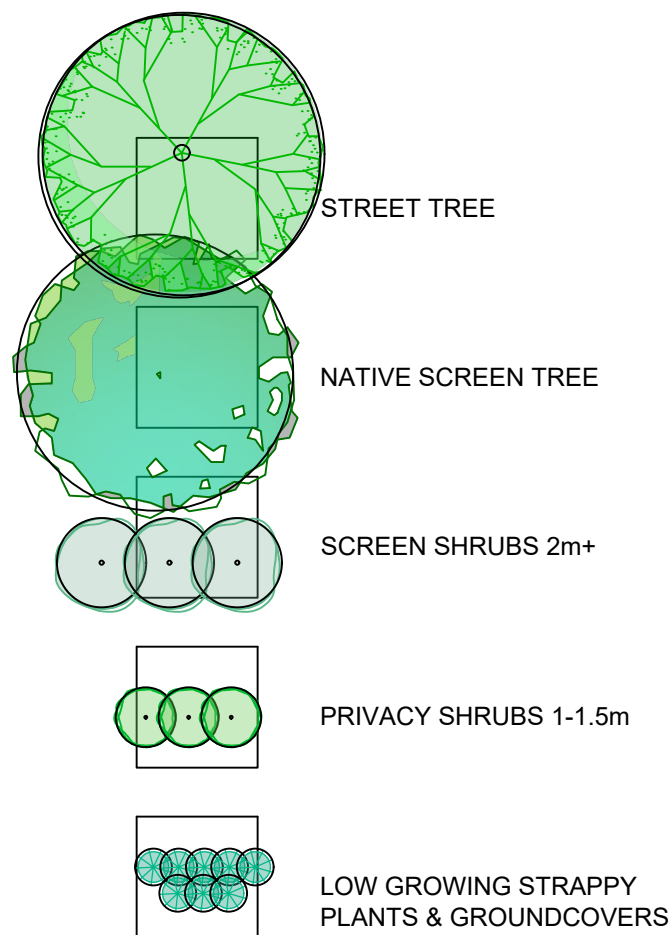 STREET TREE
NATIVE SCREEN TREE
SCREEN SHRUBS 2m+
PRIVACY SHRUBS 1-1.5m
LOW GROWING STRAPPY
PLANTS & GROUNDCOVERS